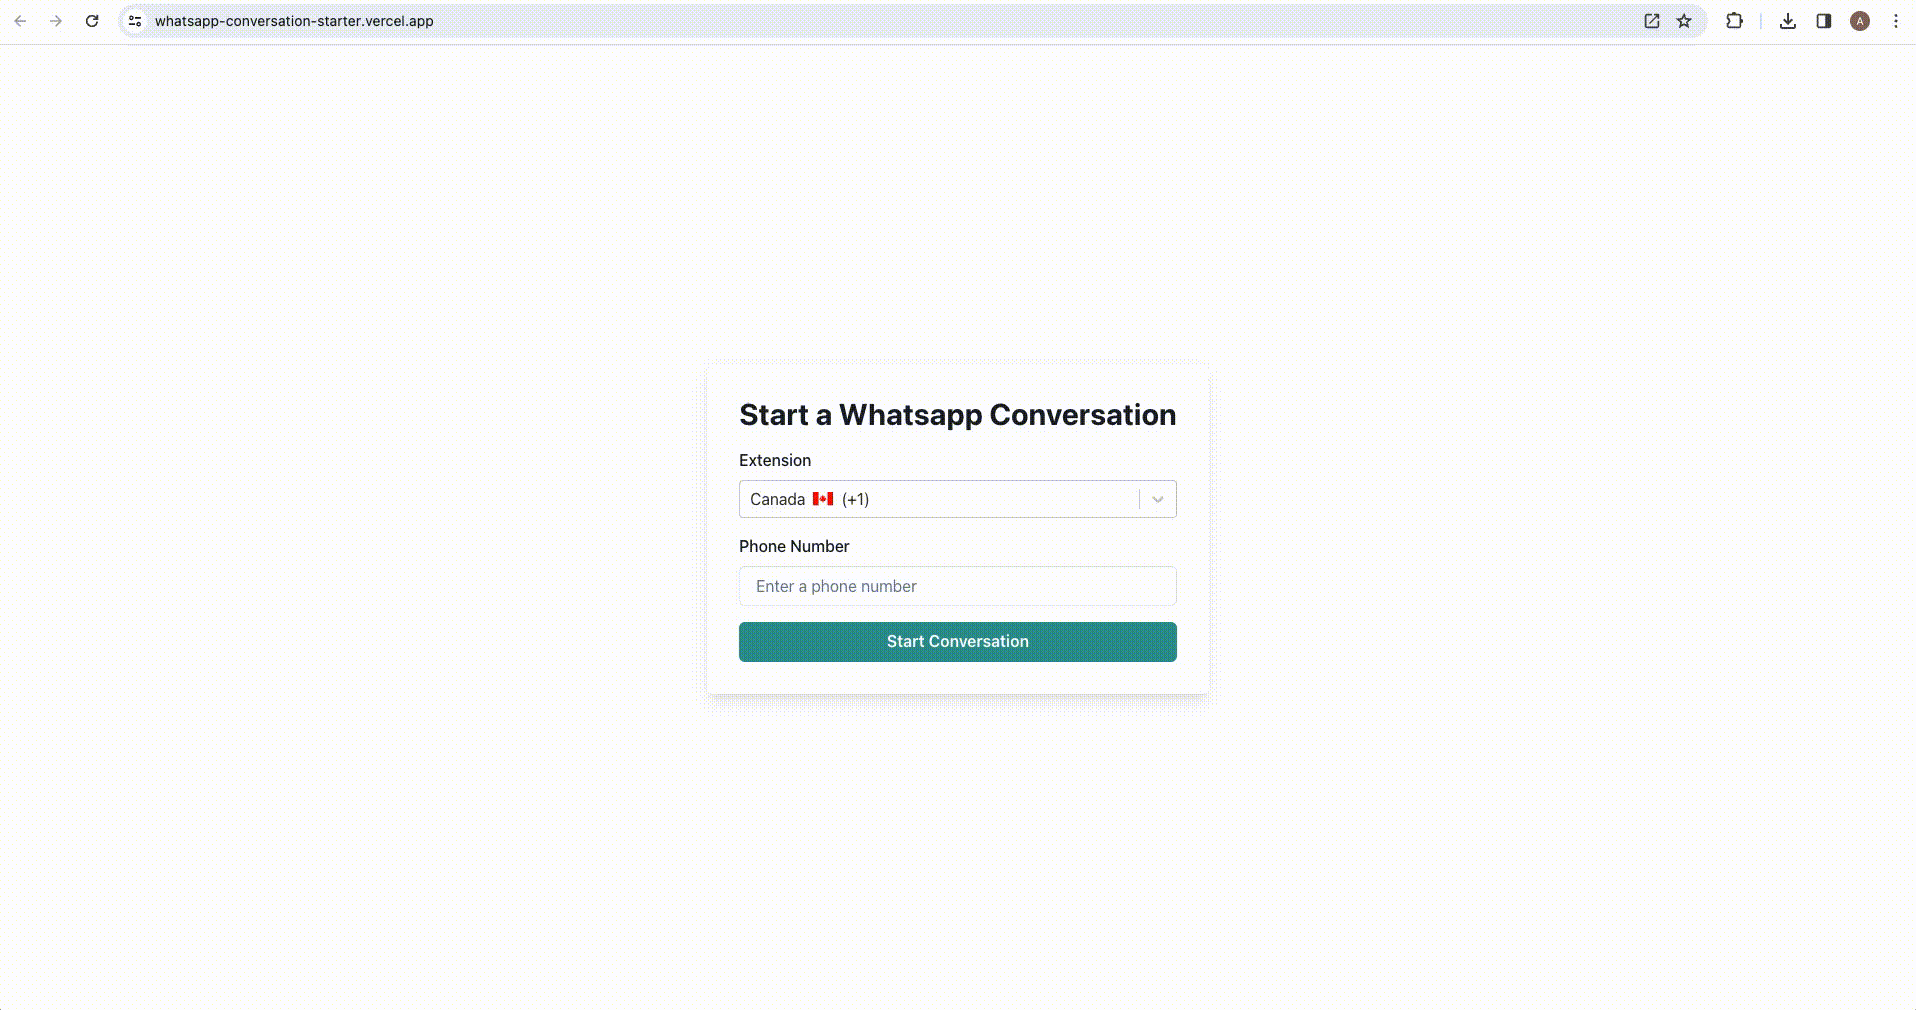 whatsapp-conversation-starter.vercel.app
A
Start a Whatsapp Conversation
Extension
Canada 🇨🇦 (+1)
Phone Number
Enter a phone number
Start Conversation